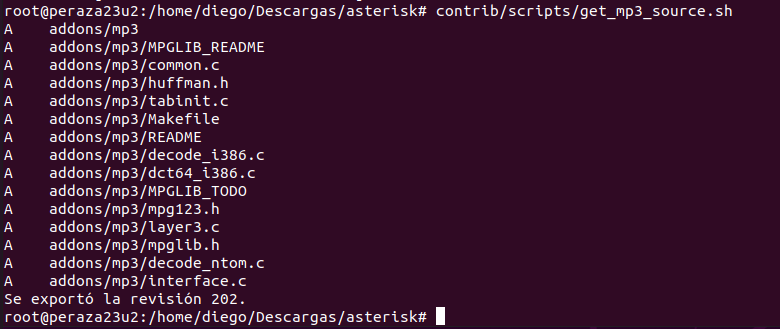 root@peraza23u2:/home/diego/Descargas/asterisk# contrib/scripts/get_mp3_source.sh
A    addons/mp3
A    addons/mp3/MPGLIB_README
A    addons/mp3/common.c
A    addons/mp3/huffman.h
A    addons/mp3/tabinit.c
A    addons/mp3/Makefile
A    addons/mp3/README
A    addons/mp3/decode_i386.c
A    addons/mp3/dct64_i386.c
A    addons/mp3/MPGLIB_TODO
A    addons/mp3/mpg123.h
A    addons/mp3/layer3.c
A    addons/mp3/mpglib.h
A    addons/mp3/decode_ntom.c
A    addons/mp3/interface.c
Se exportó la revisión 202.
root@peraza23u2:/home/diego/Descargas/asterisk#